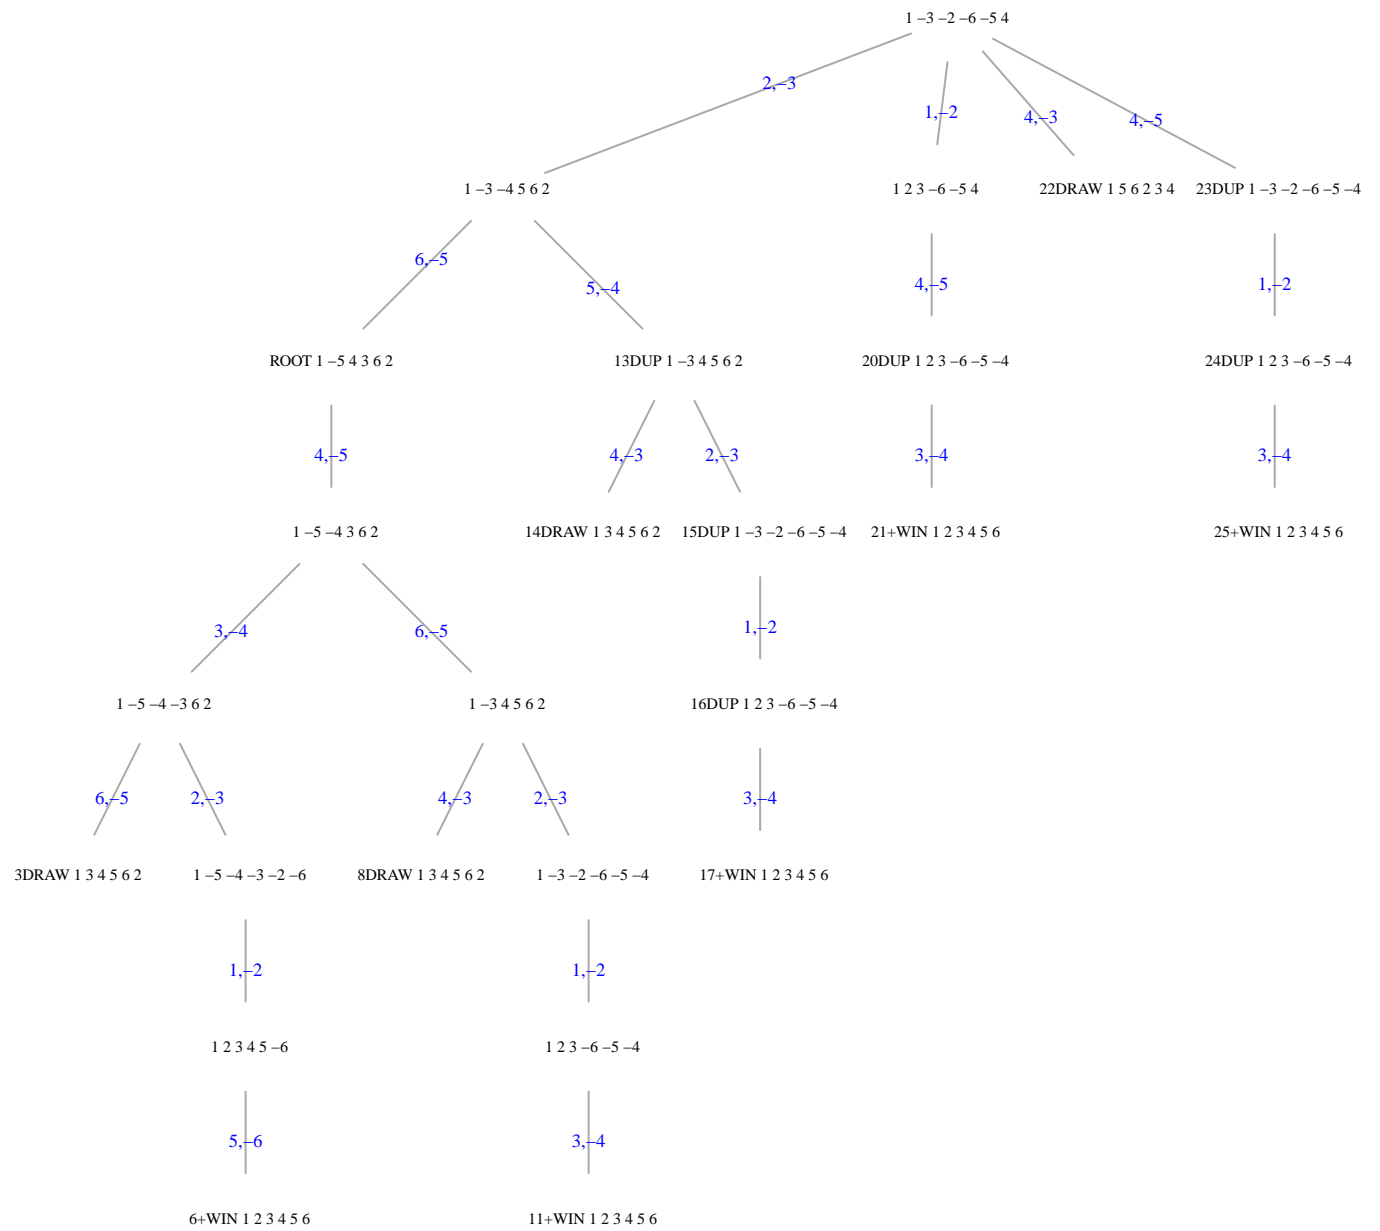 1 –3 –2 –6 –5 4
2,–3
1,–2
4,–3
4,–5
1 –3 –4 5 6 2
1 2 3 –6 –5 4
22DRAW 1 5 6 2 3 4
23DUP 1 –3 –2 –6 –5 –4
6,–5
5,–4
4,–5
1,–2
ROOT 1 –5 4 3 6 2
13DUP 1 –3 4 5 6 2
20DUP 1 2 3 –6 –5 –4
24DUP 1 2 3 –6 –5 –4
4,–5
4,–3
2,–3
3,–4
3,–4
1 –5 –4 3 6 2
14DRAW 1 3 4 5 6 2
15DUP 1 –3 –2 –6 –5 –4
21+WIN 1 2 3 4 5 6
25+WIN 1 2 3 4 5 6
3,–4
6,–5
1,–2
1 –5 –4 –3 6 2
1 –3 4 5 6 2
16DUP 1 2 3 –6 –5 –4
6,–5
2,–3
4,–3
2,–3
3,–4
3DRAW 1 3 4 5 6 2
1 –5 –4 –3 –2 –6
8DRAW 1 3 4 5 6 2
1 –3 –2 –6 –5 –4
17+WIN 1 2 3 4 5 6
1,–2
1,–2
1 2 3 4 5 –6
1 2 3 –6 –5 –4
5,–6
3,–4
6+WIN 1 2 3 4 5 6
11+WIN 1 2 3 4 5 6